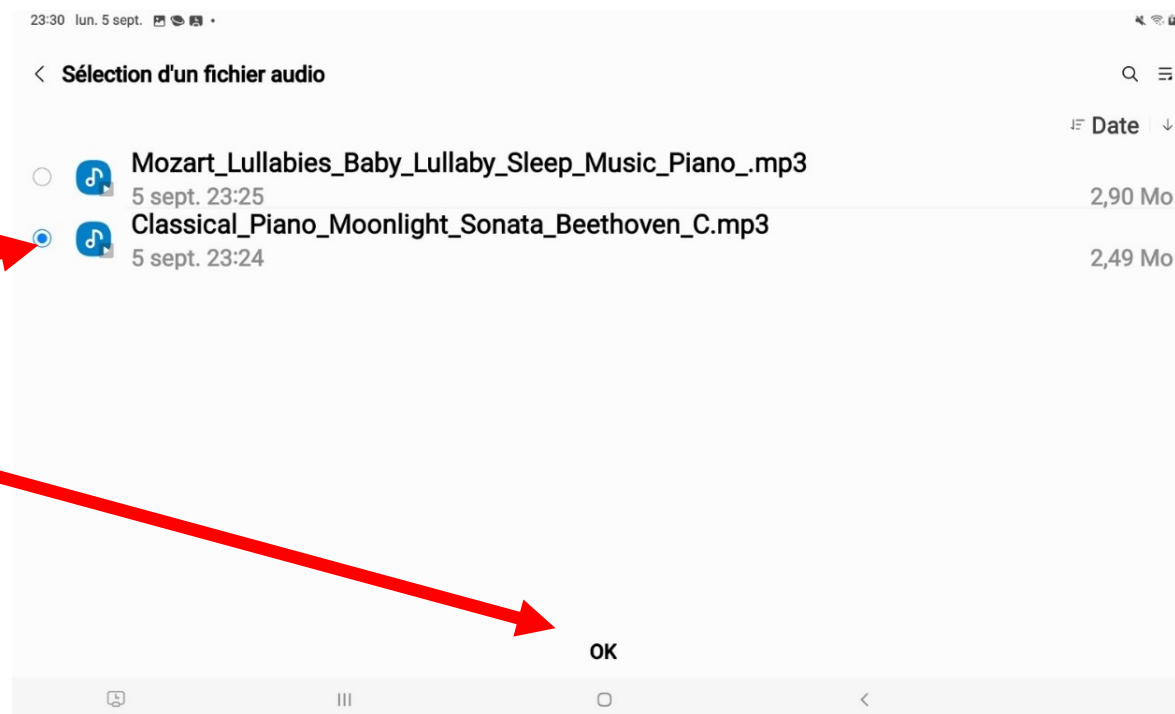 23:30 lun. 5 sept.
Sélection d'un fichier audio
Date
Mozart_Lullabies_Baby_Lullaby_Sleep_Music_Piano_.mp3
5 sept. 23:25 2,90 Mo
Classical_Piano_Moonlight_Sonata_Beethoven_C.mp3
5 sept. 23:24 2,49 Mo
OK